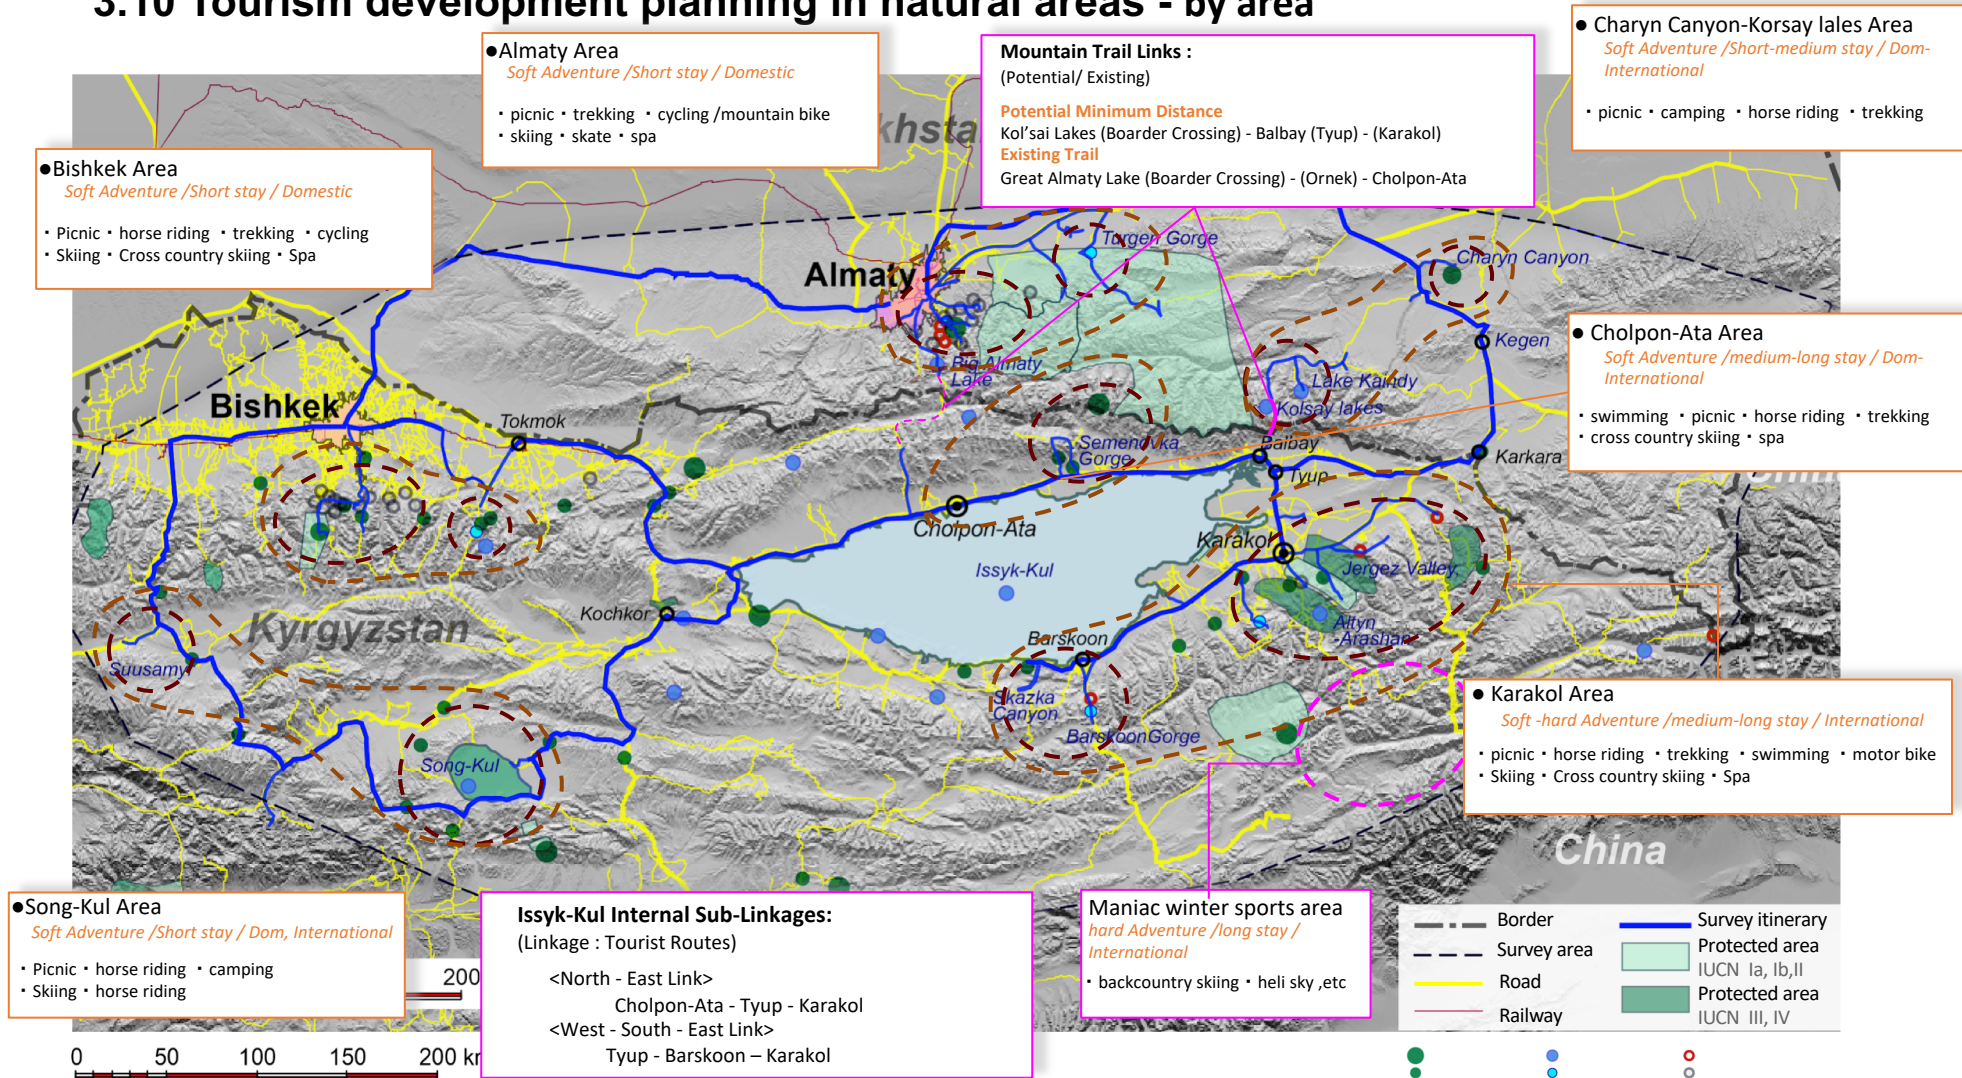 3.10 Tourism development planning in natural areas - by area
●Almaty Area
Soft Adventure /Short stay / Domestic
・picnic ・trekking ・cycling /mountain bike
・skiing ・skate ・spa
Mountain Trail Links :
(Potential/ Existing)
Potential Minimum Distance
Kol'sai Lakes (Boarder Crossing) - Balbay (Tyup) - (Karakol)
Existing Trail
Great Almaty Lake (Boarder Crossing) - (Ornek) - Cholpon-Ata
● Charyn Canyon-Korsay lales Area
Soft Adventure /Short-medium stay / Dom-
International
・picnic ・camping ・horse riding ・trekking
●Bishkek Area
Soft Adventure /Short stay / Domestic
・Picnic ・horse riding ・trekking ・cycling
・Skiing・Cross country skiing・Spa
● Cholpon-Ata Area
Soft Adventure /medium-long stay / Dom-
International
・swimming ・picnic・horse riding ・trekking
・cross country skiing・spa
● Karakol Area
Soft -hard Adventure /medium-long stay / International
・picnic・horse riding ・trekking ・swimming ・motor bike
・Skiing・Cross country skiing・Spa
●Song-Kul Area
Soft Adventure /Short stay / Dom, International
・Picnic・horse riding ・camping
・Skiing・horse riding
Issyk-Kul Internal Sub-Linkages:
(Linkage : Tourist Routes)
<North - East Link>
Cholpon-Ata - Tyup - Karakol
<West - South - East Link>
Tyup - Barskoon – Karakol
Maniac winter sports area
hard Adventure /long stay /
International
・backcountry skiing・heli sky ,etc
khsta
Turgen Gorge
Almaty
Charyn Canyon
Kegen
Big Almaty
Lake
Lake Kaindy
Kolsay lakes
Bishkek
Tokmok
Semenovka
Gorge
Balbay
Karkara
Tyup
China
Cholpon-Ata
Karakol
Issyk-Kul
Jergez Valley,
Kochkor
Kyrgyzstan
Altyn
-Arashan
Barskoon
Suusamy
Skazka
Canyon
BarskoonGorge
Song-Kul
China
Border
Survey itinerary
Survey area
Protected area
IUCN Ia, Ib,II
Road
Protected area
IUCN III, IV
Railway
200
0 50 100 150 200 km